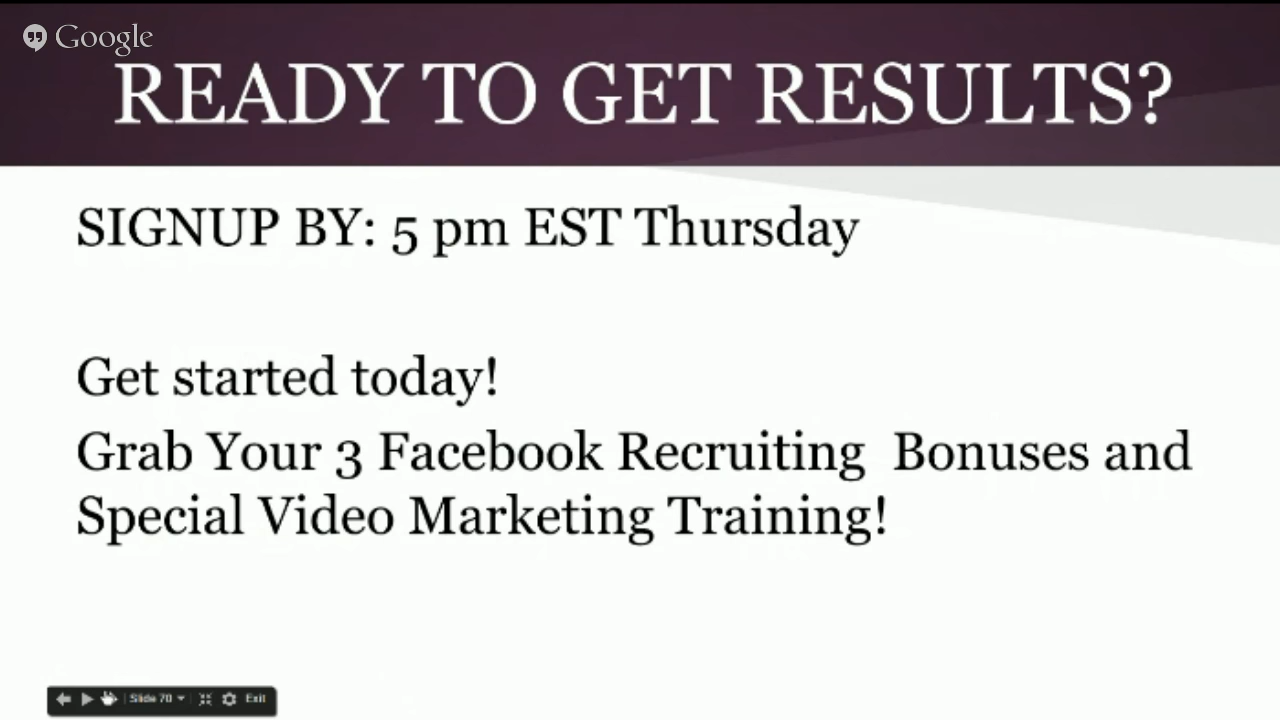 Google
READY TO GET RESULTS?
SIGNUP BY: 5 pm EST Thursday
Get started today!
Grab Your 3 Facebook Recruiting Bonuses and
Special Video Marketing Training!
Slide 70 Exit